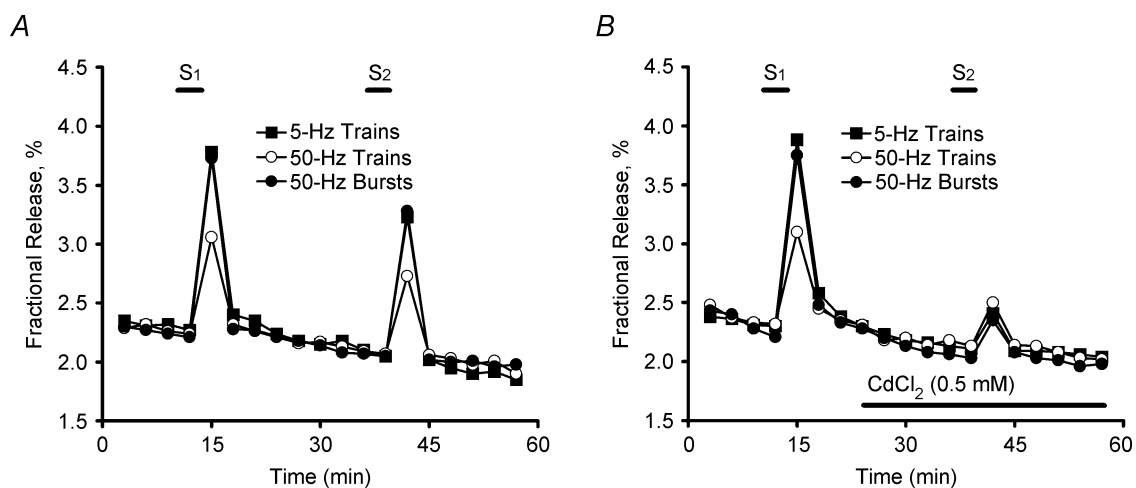 A
4.5
4.0
3.5
3.0
2.5
2.0
1.5
Fractional Release, %
S1
S2
5-Hz Trains
50-Hz Trains
50-Hz Bursts
0
15
30
45
60
Time (min)
B
4.5
4.0
3.5
3.0
2.5
2.0
1.5
Fractional Release, %
S1
S2
5-Hz Trains
50-Hz Trains
50-Hz Bursts
CdCl2 (0.5 mM)
0
15
30
45
60
Time (min)